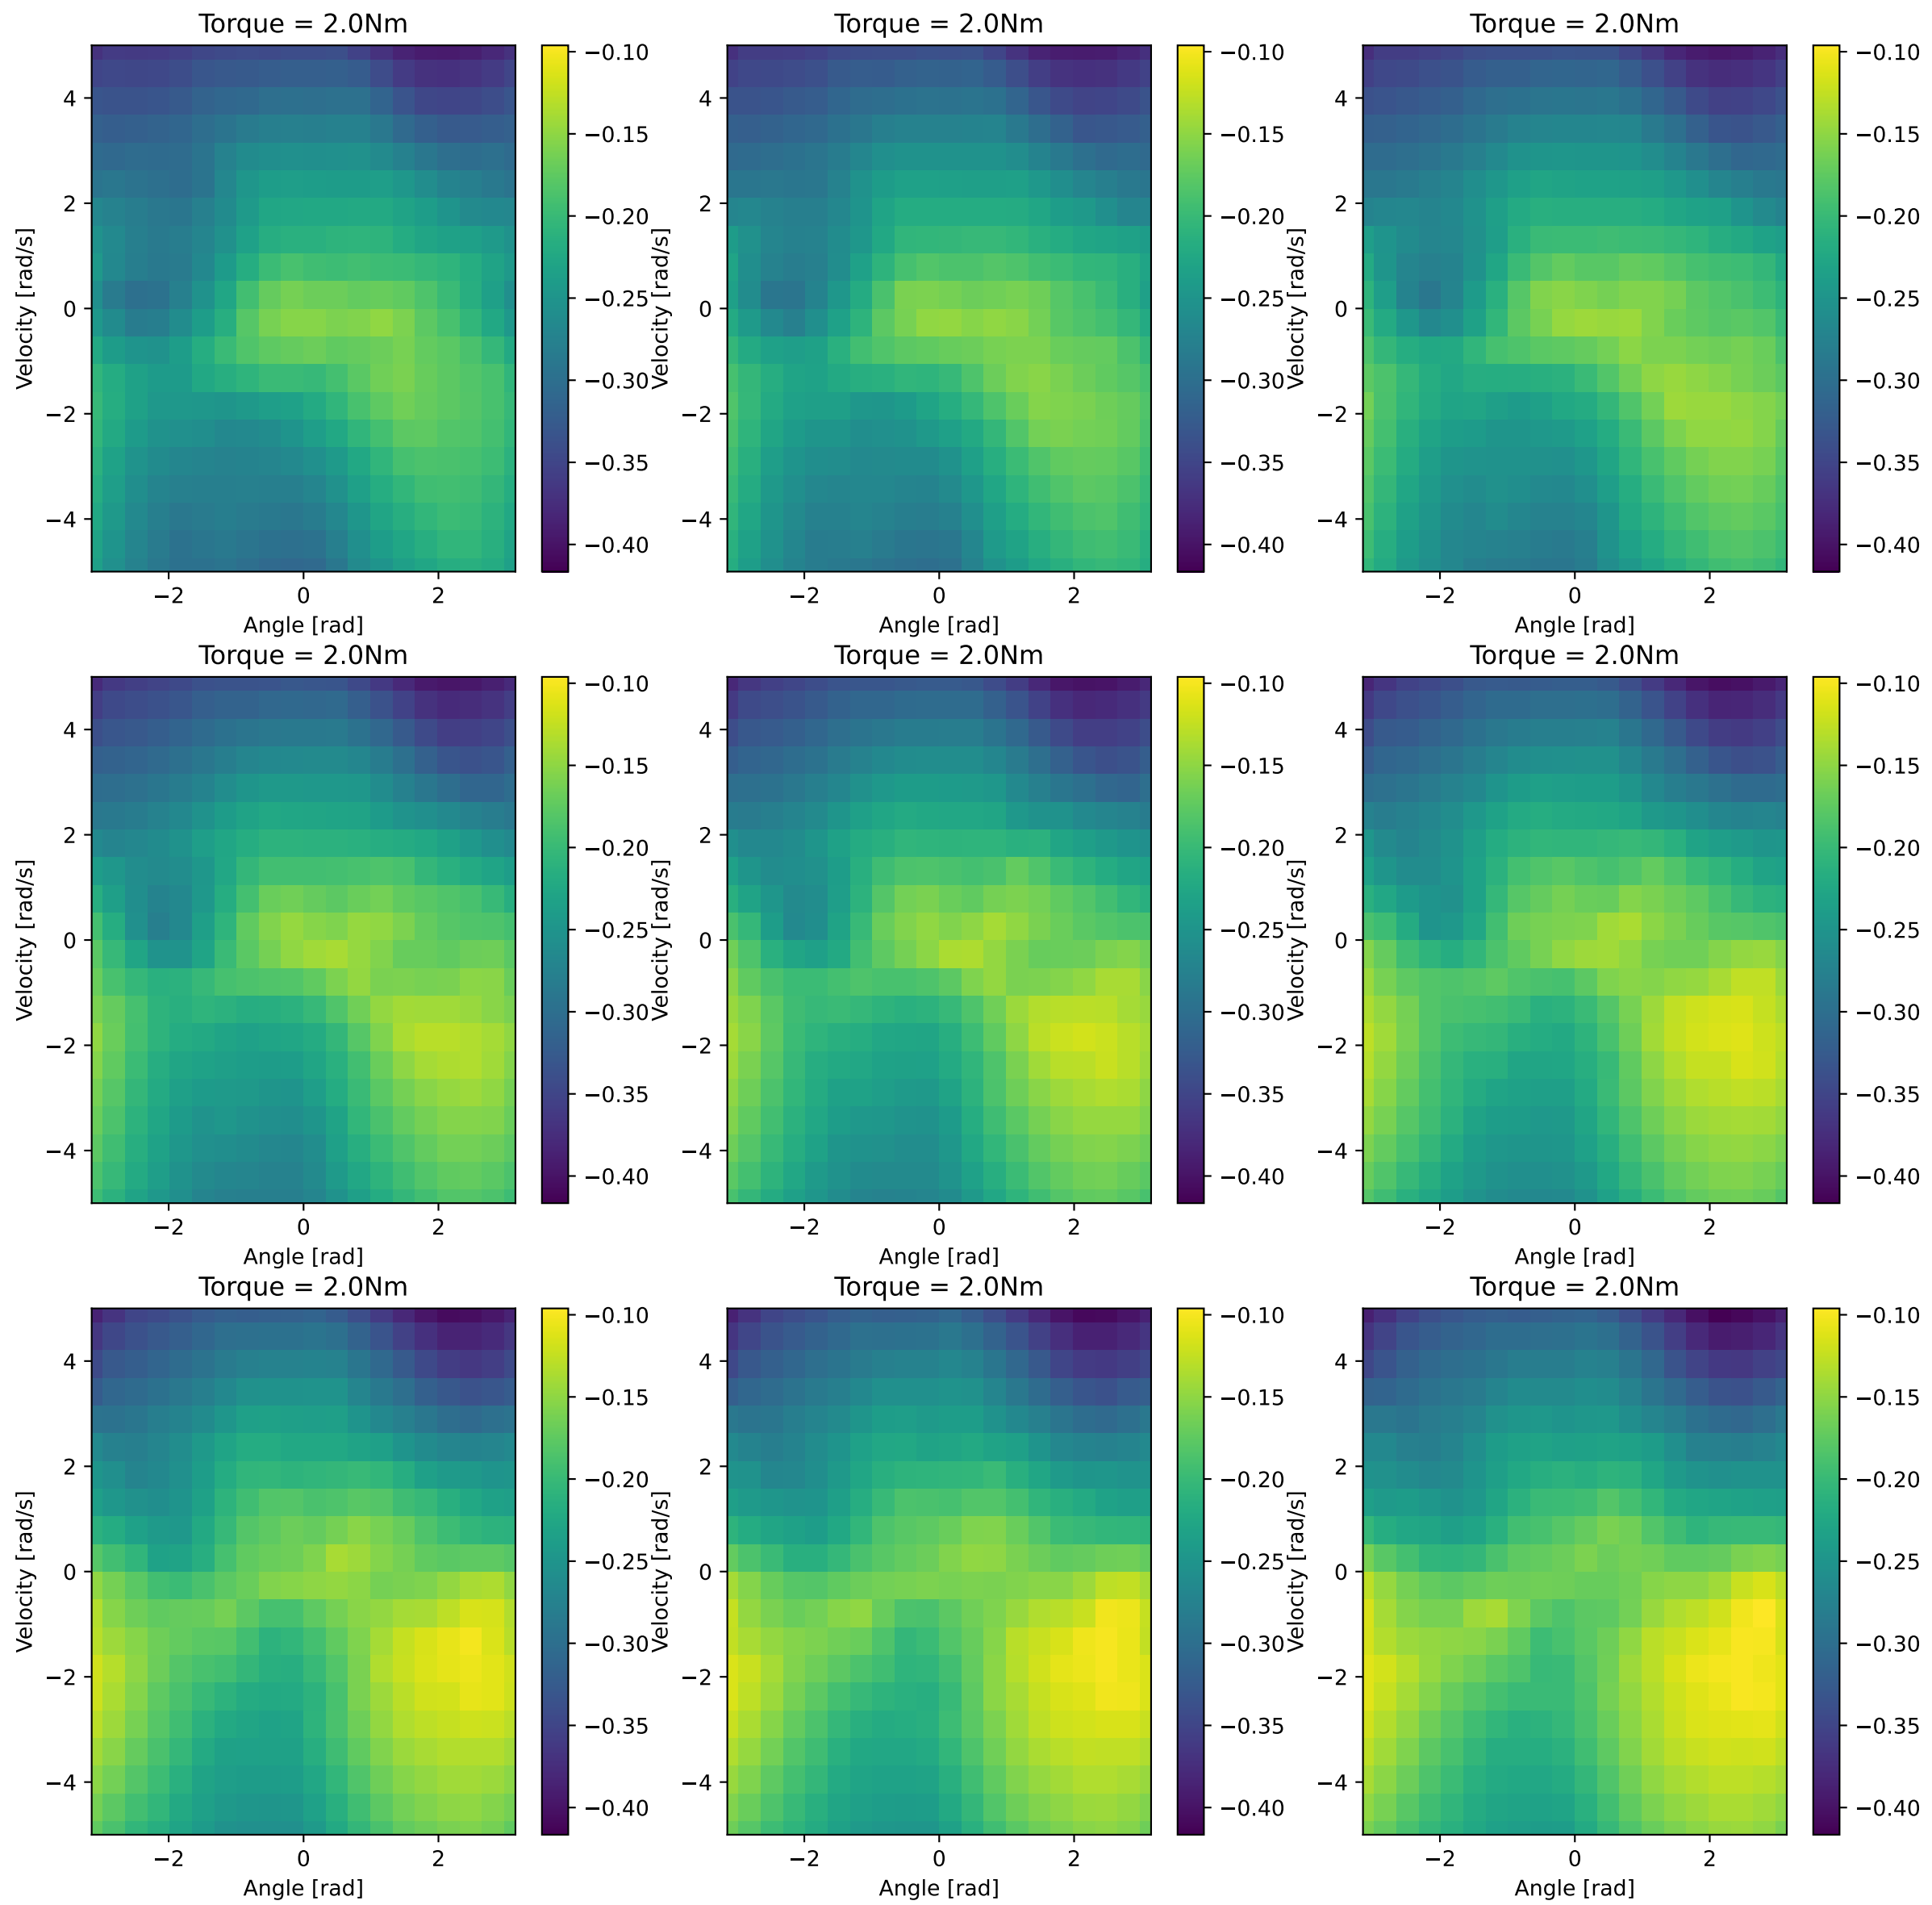 Torque = 2.0Nm Torque = 2.0Nm Torque = 2.0Nm
Velocity [rad/s] Velocity [rad/s] Velocity [rad/s]
4 2 0 −2 −4 4 2 0 −2 −4 4 2 0 −2 −4
−0.10 −0.15 −0.20 −0.25 −0.30 −0.35 −0.40 −0.10 −0.15 −0.20 −0.25 −0.30 −0.35 −0.40 −0.10 −0.15 −0.20 −0.25 −0.30 −0.35 −0.40
−2 0 2 −2 0 2 −2 0 2
Angle [rad] Angle [rad] Angle [rad]
Torque = 2.0Nm Torque = 2.0Nm Torque = 2.0Nm
Velocity [rad/s] Velocity [rad/s] Velocity [rad/s]
4 2 0 −2 −4 4 2 0 −2 −4 4 2 0 −2 −4
−0.10 −0.15 −0.20 −0.25 −0.30 −0.35 −0.40 −0.10 −0.15 −0.20 −0.25 −0.30 −0.35 −0.40 −0.10 −0.15 −0.20 −0.25 −0.30 −0.35 −0.40
−2 0 2 −2 0 2 −2 0 2
Angle [rad] Angle [rad] Angle [rad]
Torque = 2.0Nm Torque = 2.0Nm Torque = 2.0Nm
Velocity [rad/s] Velocity [rad/s] Velocity [rad/s]
4 2 0 −2 −4 4 2 0 −2 −4 4 2 0 −2 −4
−0.10 −0.15 −0.20 −0.25 −0.30 −0.35 −0.40 −0.10 −0.15 −0.20 −0.25 −0.30 −0.35 −0.40 −0.10 −0.15 −0.20 −0.25 −0.30 −0.35 −0.40
−2 0 2 −2 0 2 −2 0 2
Angle [rad] Angle [rad] Angle [rad]